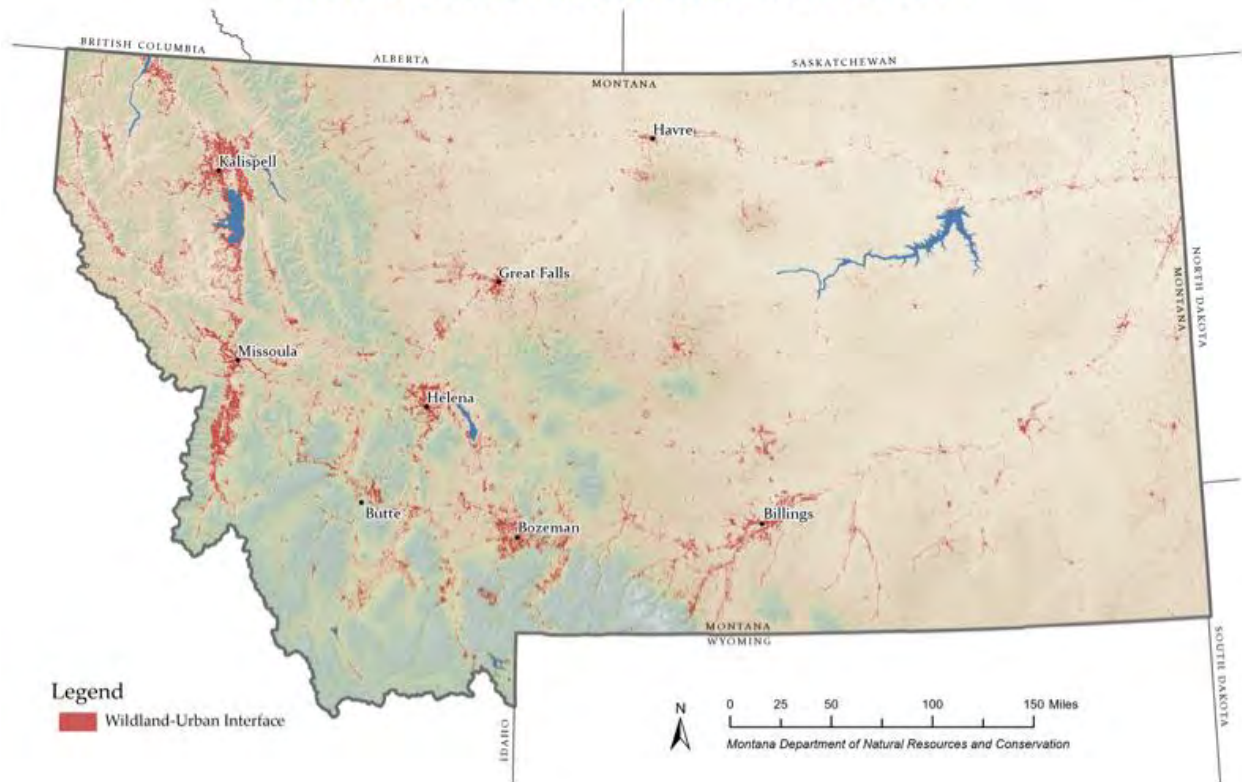 BRITISH COLUMBIA
ALBERTA
SASKATCHEWAN
MONTANA
Havre
Kalispell
Great Falls
NORTH DAKOTA
MONTANA
Missoula
Helena
Butte
Bozeman
Billings
MONTANA
WYOMING
SOUTH DAKOTA
IDAHO
Legend
Wildland-Urban Interface
N
0 25 50 100 150 Miles
Montana Department of Natural Resources and Conservation